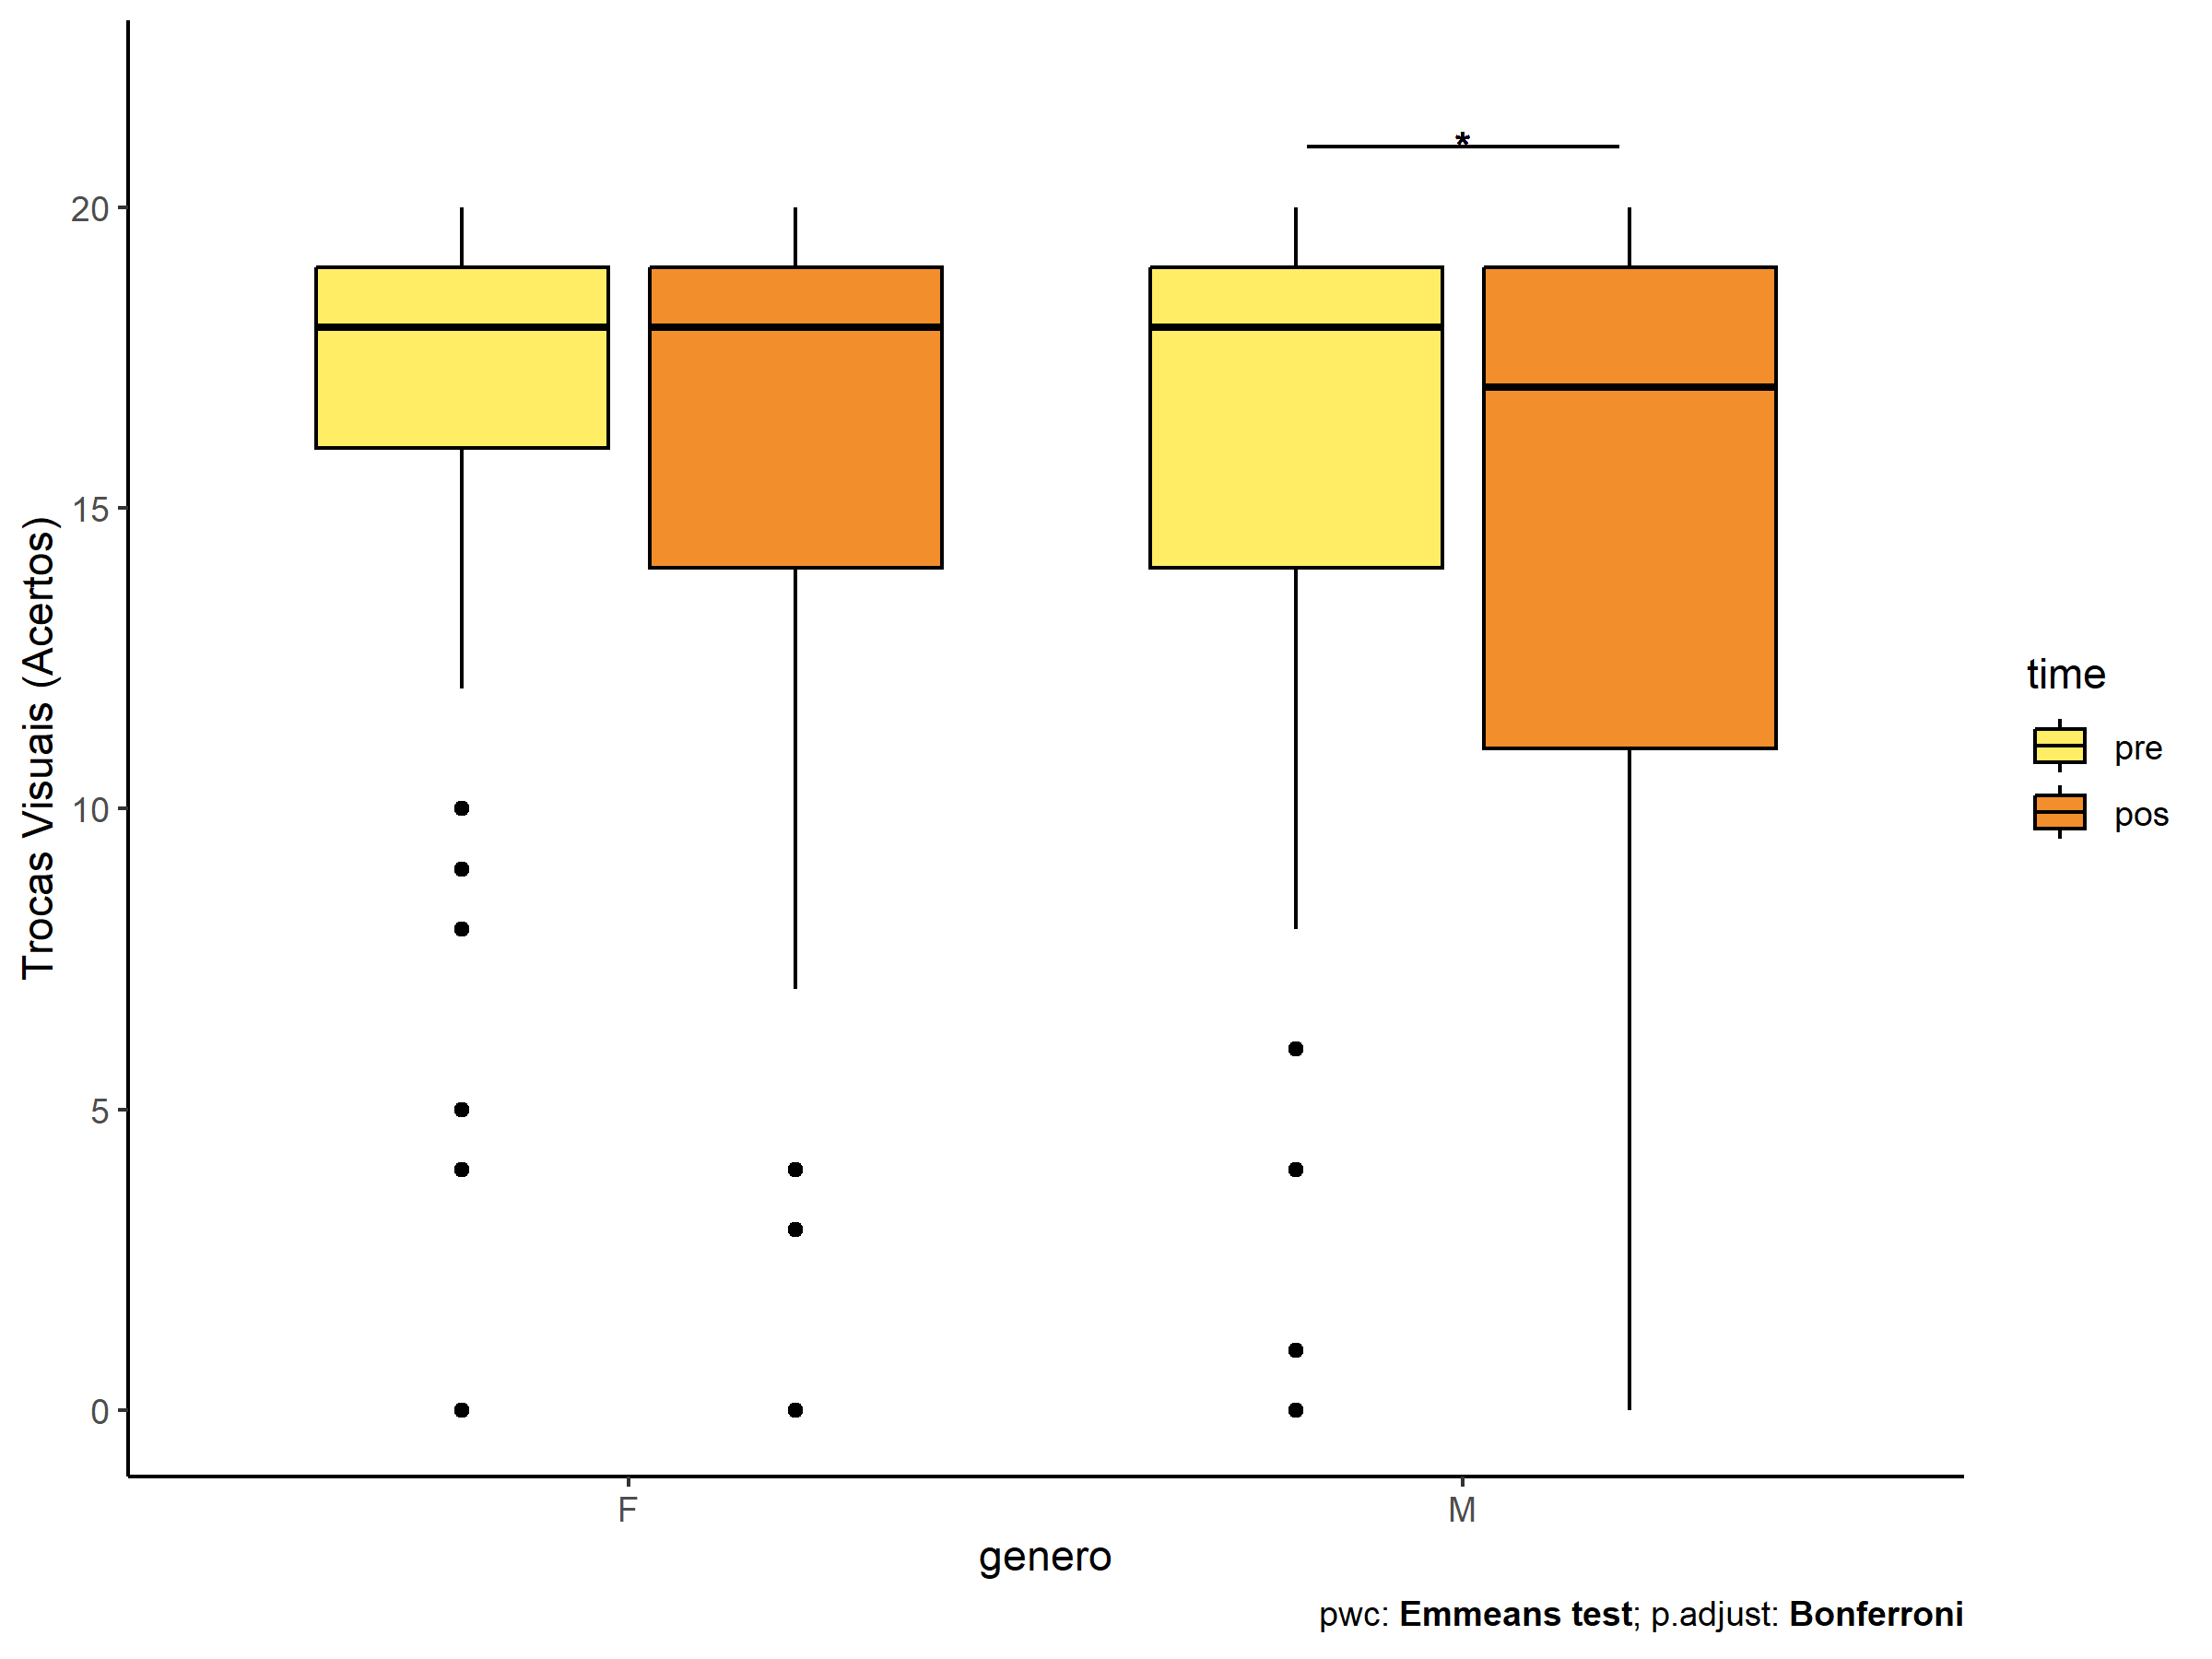 *
20
15
10
5
0
Trocas Visuais (Acertos)
F
M
genero
time
pre
pos
pwc: Emmeans test; p.adjust: Bonferroni